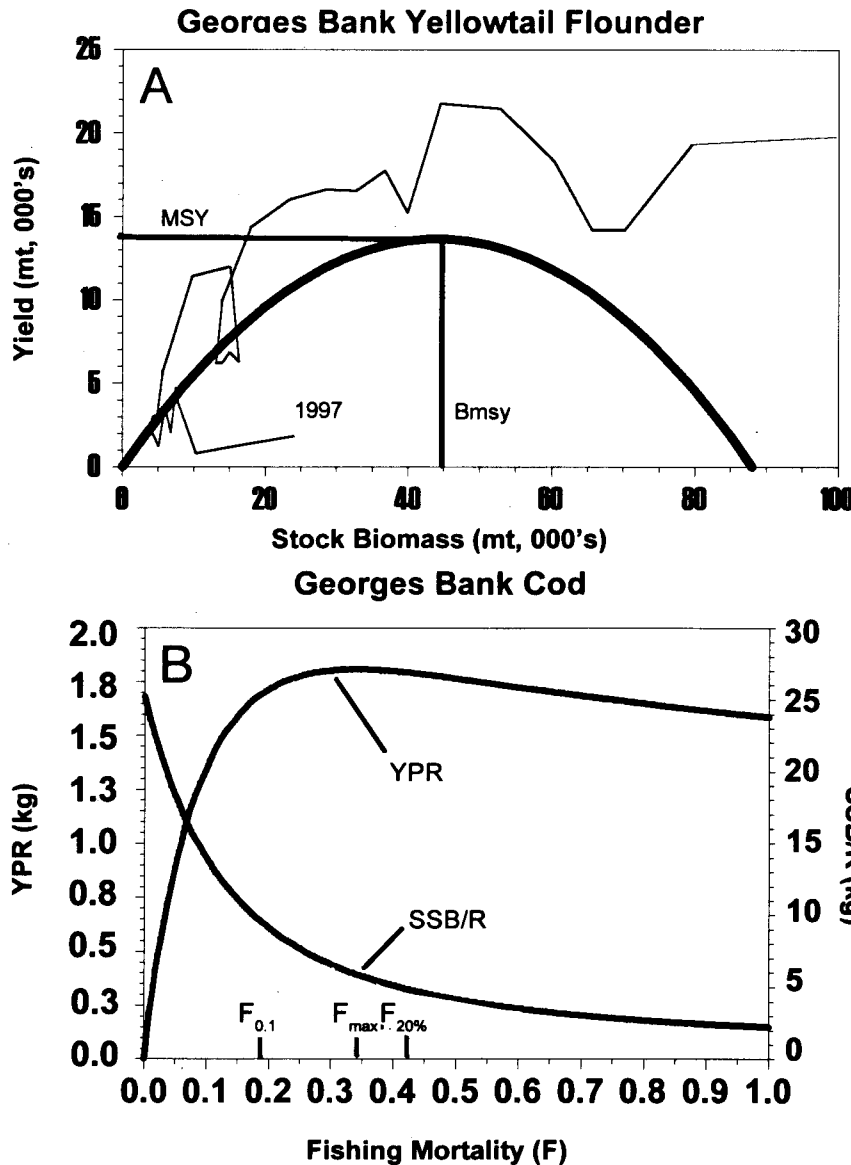 Georges Bank Yellowtail Flounder
A
25
20
15
10
5
0
Yield (mt, 000's)
MSY
1997
Bmsy
0 20 40 60 80 100
Stock Biomass (mt, 000's)
Georges Bank Cod
B
2.0
1.8
1.5
1.3
1.0
0.8
0.5
0.3
0.0
YPR (kg)
30
25
20
15
10
5
0
(kg)
YPR
SSB/R
F0.1 Fmax F20%
0.0 0.1 0.2 0.3 0.4 0.5 0.6 0.7 0.8 0.9 1.0
Fishing Mortality (F)